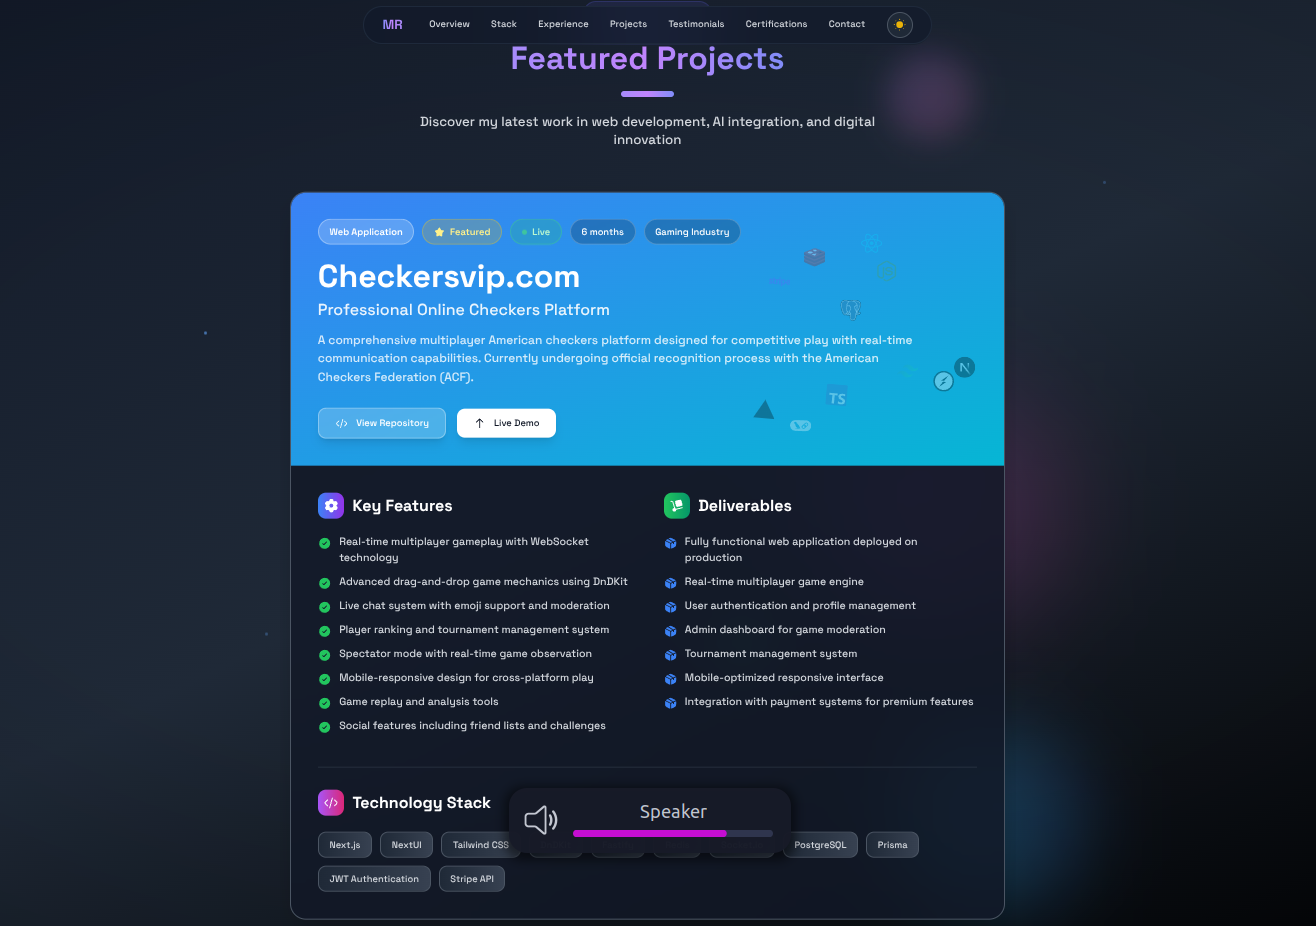 MR Overview Stack Experience Projects Testimonials Certifications Contact
Featured Projects
Discover my latest work in web development, AI integration, and digital
innovation
Web Application Featured Live 6 months Gaming Industry
Checkersvip.com
Professional Online Checkers Platform
A comprehensive multiplayer American checkers platform designed for competitive play with real-time
communication capabilities. Currently undergoing official recognition process with the American
Checkers Federation (ACF).
N
TS
View Repository Live Demo
Key Features
Real-time multiplayer gameplay with WebSocket
technology
Advanced drag-and-drop game mechanics using DnDKit
Live chat system with emoji support and moderation
Player ranking and tournament management system
Spectator mode with real-time game observation
Mobile-responsive design for cross-platform play
Game replay and analysis tools
Social features including friend lists and challenges
Deliverables
Fully functional web application deployed on
production
Real-time multiplayer game engine
User authentication and profile management
Admin dashboard for game moderation
Tournament management system
Mobile-optimized responsive interface
Integration with payment systems for premium features
Technology Stack
Speaker
Next.js NextUI Tailwind CSS PostgreSQL Prisma
JWT Authentication Stripe API